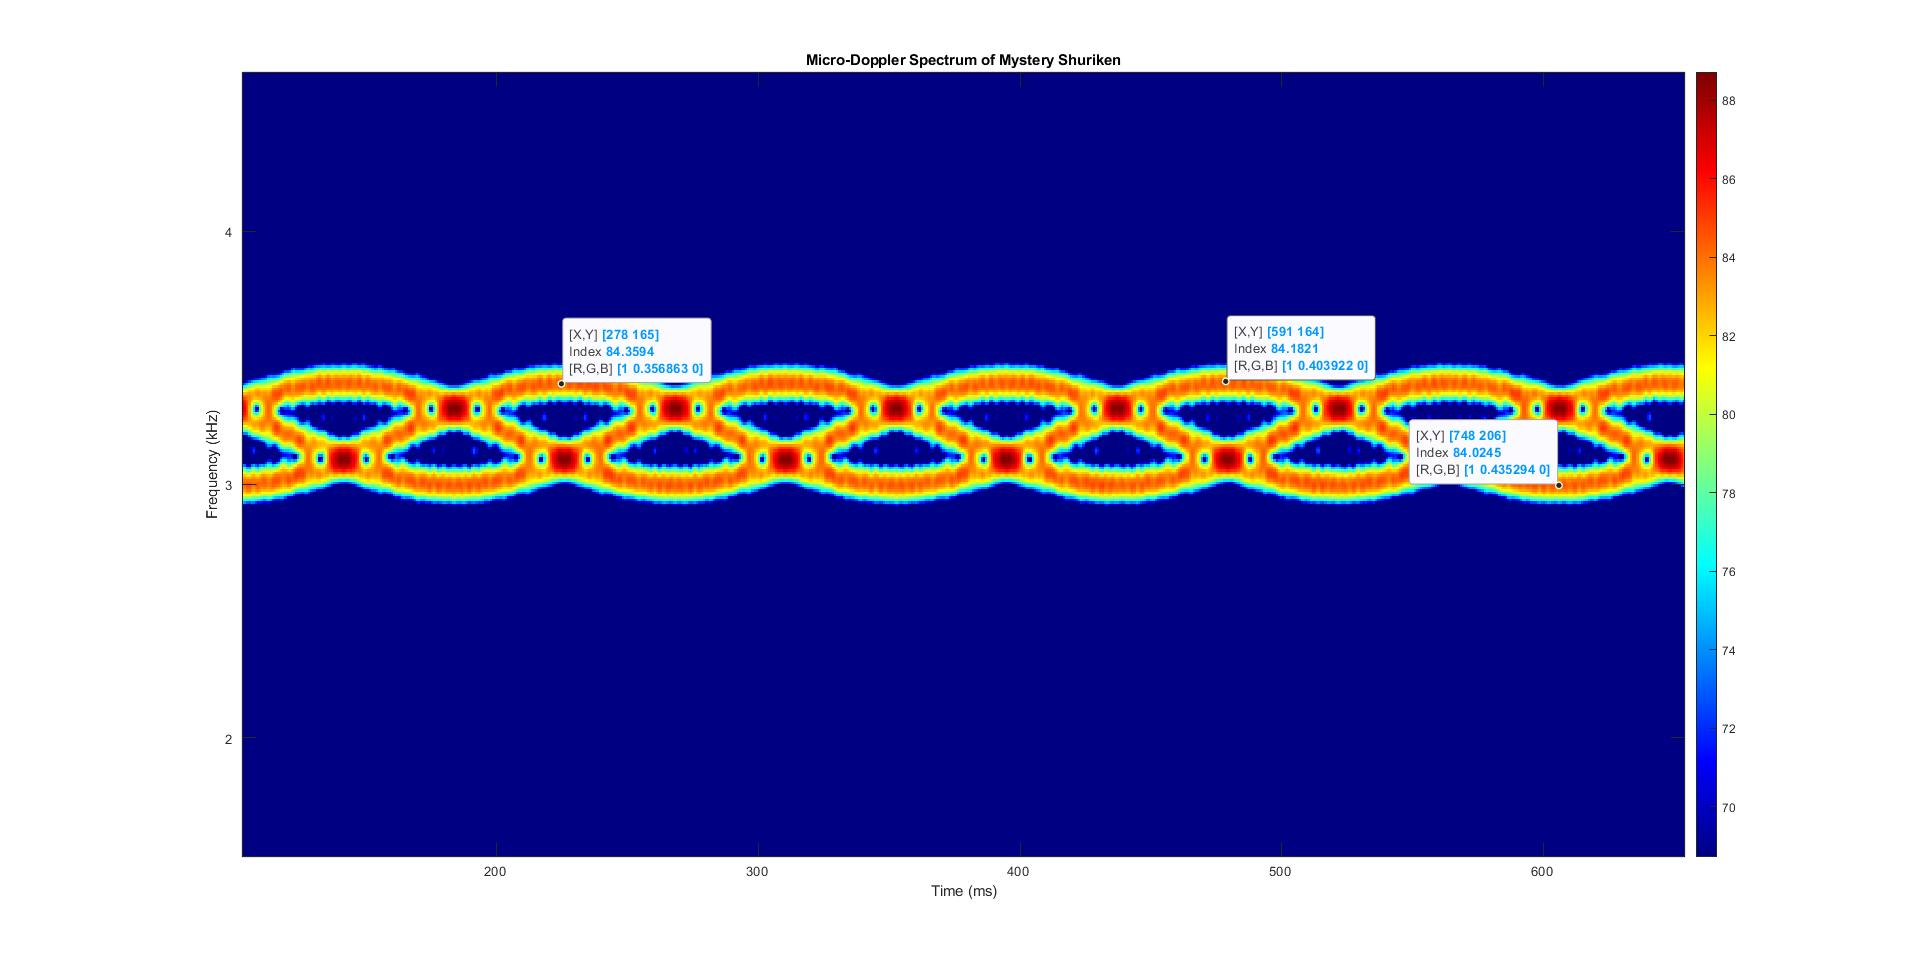 Micro-Doppler Spectrum of Mystery Shuriken
4
3
2
Frequency (kHz)
[X,Y] [278 165]
Index 84.3594
[R,G,B] [1 0.356863 0]
[X,Y] [591 164]
Index 84.1821
[R,G,B] [1 0.403922 0]
[X,Y] [748 206]
Index 84.0245
[R,G,B] [1 0.435294 0]
200
300
400
500
600
Time (ms)
88
86
84
82
80
78
76
74
72
70